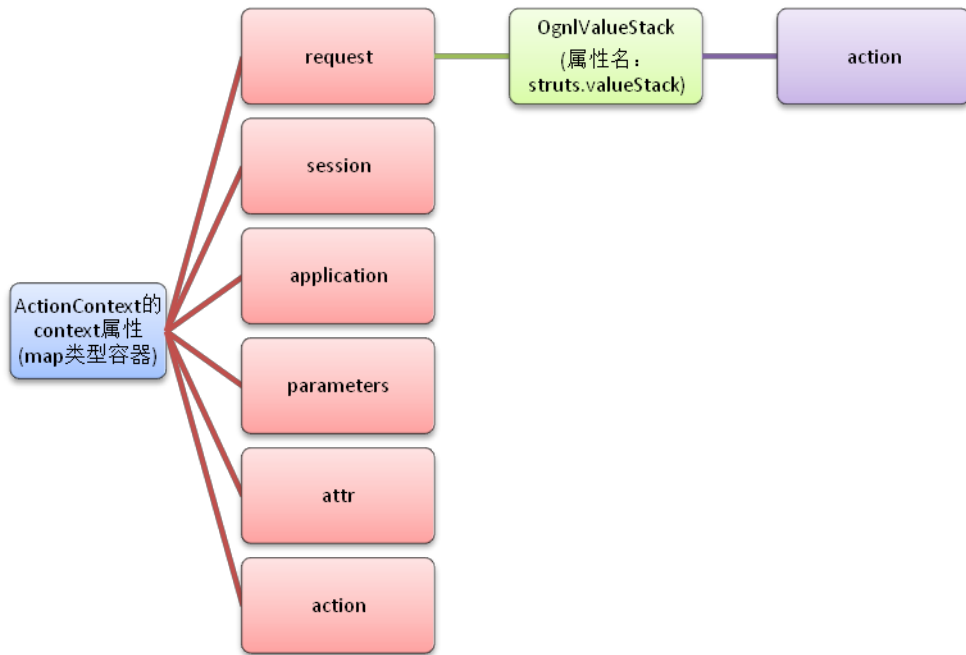 request
OgnlValueStack
(属性名：
struts.valueStack)
action
session
application
ActionContext的
context属性
(map类型容器)
parameters
attr
action